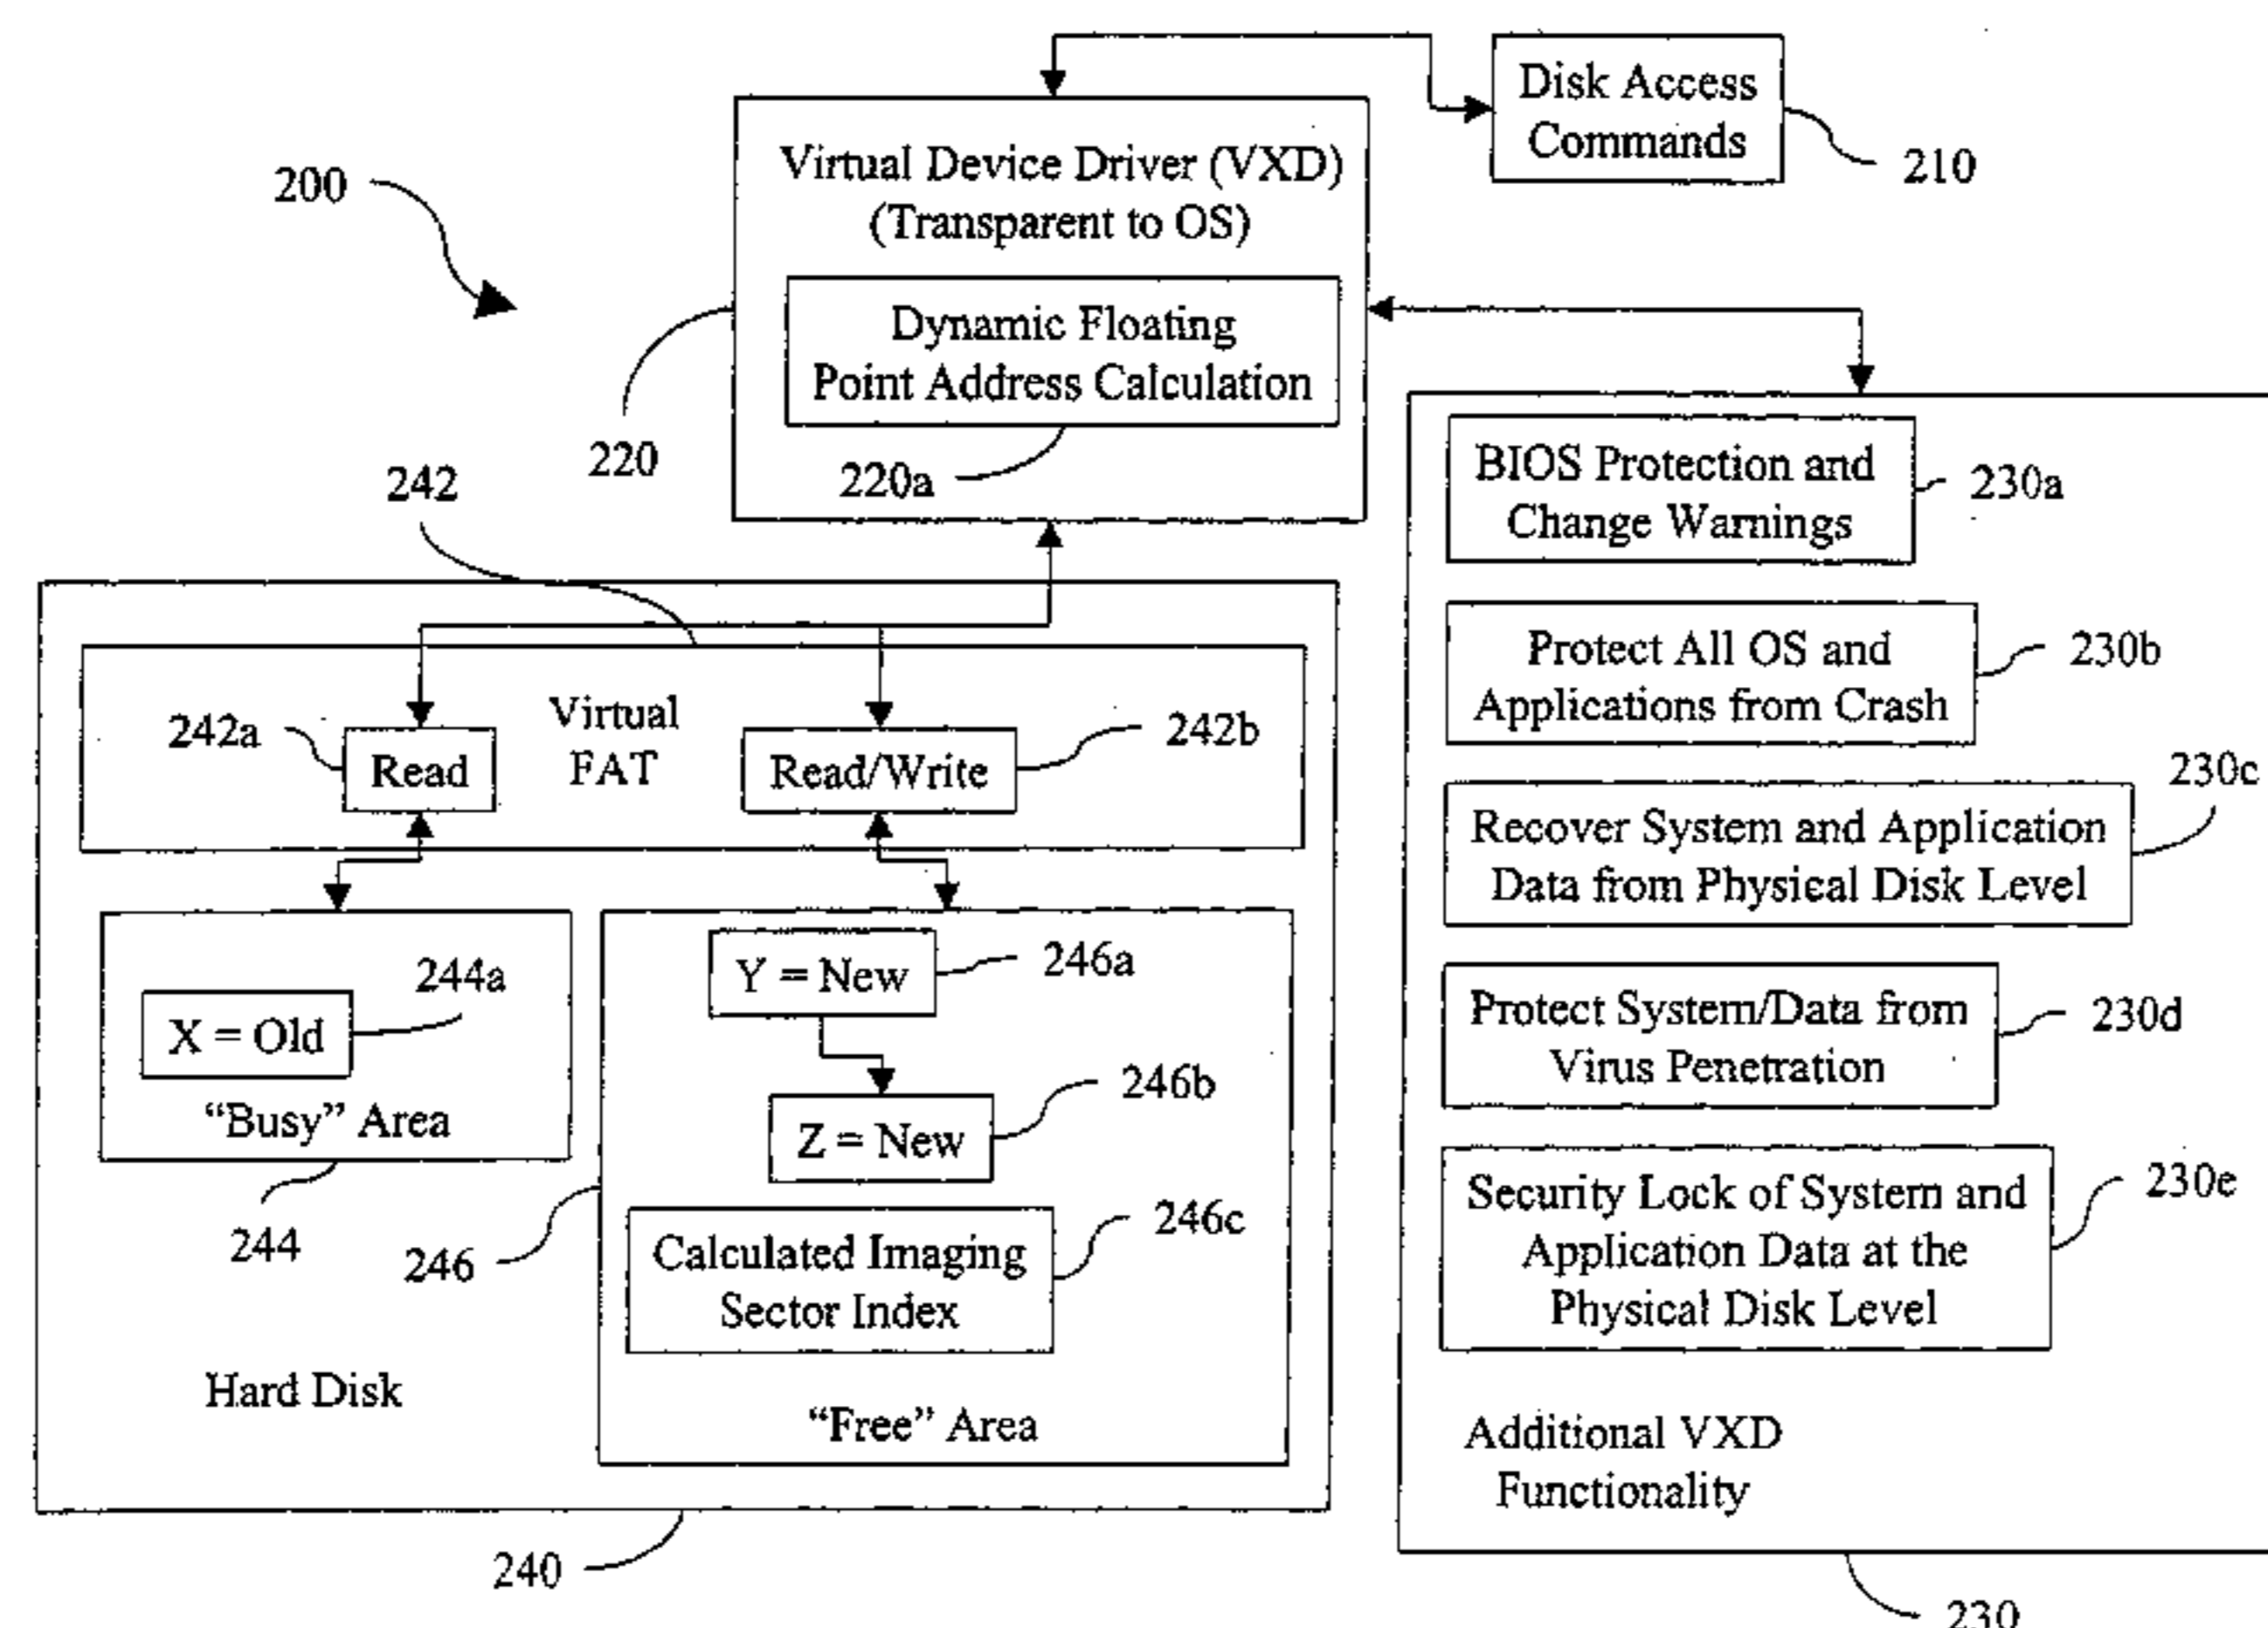 Disk Access
Commands
210
Virtual Device Driver (VXD)
(Transparent to OS)
200
Dynamic Floating
Point Address Calculation
220
220a
242
BIOS Protection and
Change Warnings
230a
Protect All OS and
Applications from Crash
230b
242a
Read
Virtual
FAT
Read/Write
242b
230c
Recover System and Application
Data from Physical Disk Level
244a
X = Old
"Busy" Area
244
Y = New
246a
Z = New
246b
246
Calculated Imaging
Sector Index
246c
"Free" Area
Hard Disk
240
Protect System/Data from
Virus Penetration
230d
Security Lock of System and
Application Data at the
Physical Disk Level
230e
Additional VXD
Functionality
230